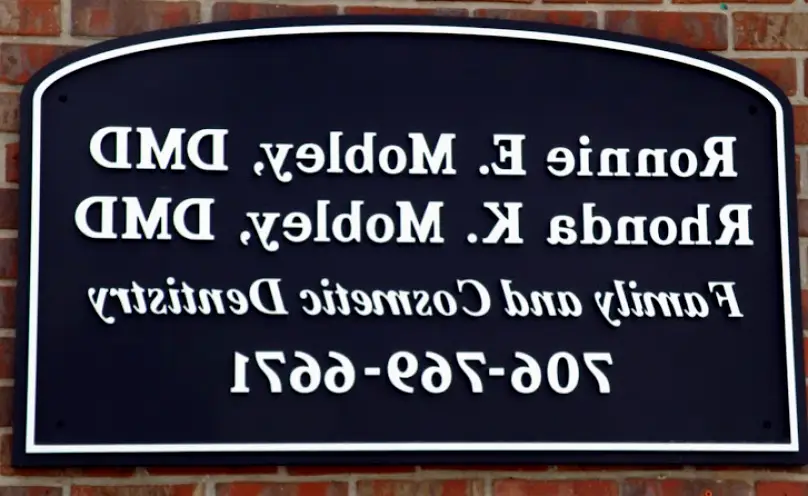 Ronnie E. Mobley, DMD
Rhonda K. Mobley, DMD
Family and Cosmetic Dentistry
706-769-6671